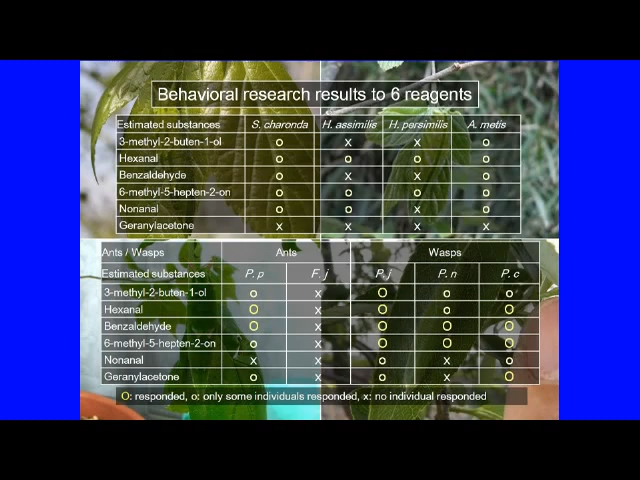 Behavioral research results to 6 reagents
Estimated substances S. charonda H. assimilis H. persimilis A. metis
3-methyl-2-buten-1-ol o x x o
Hexanal o o o o
Benzaldehyde o x x o
6-methyl-5-hepten-2-on o o o o
Nonanal o o x o
Geranylacetone x x x x
Ants / Wasps Ants Wasps
Estimated substances P. p F. j P. j P. n P. c
3-methyl-2-buten-1-ol o x O o o
Hexanal O x O o O
Benzaldehyde O x O O O
6-methyl-5-hepten-2-on o x O O O
Nonanal x x o x o
Geranylacetone o x o x O
O: responded, o: only some individuals responded, x: no individual responded